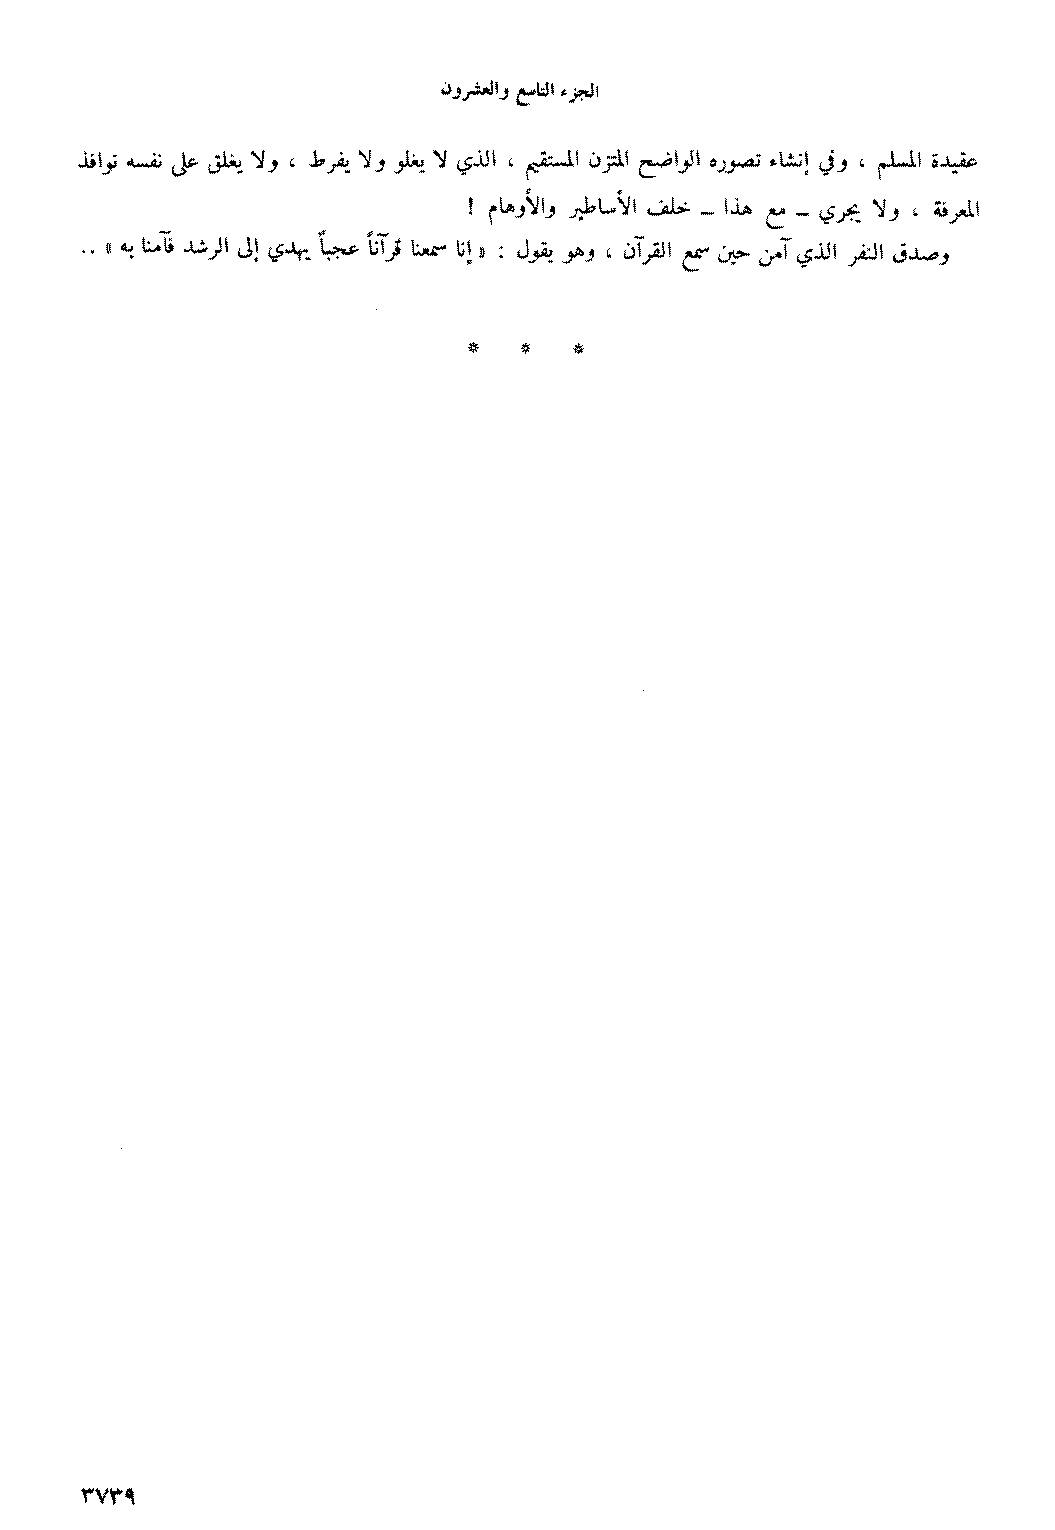 الجزء التاسع والعشرون
عقيدة المسلم ، وفي إنشاء تصوره الواضح المتزن المستقيم ، الذي لا يغلو ولا يفرط ، ولا يغلق على نفسه نوافذ
المعرفة ، ولا يجري – مع هذا – خلف الأساطير والأوهام !
وصدق النفر الذي آمن حين سمع القرآن ، وهو يقول : « إنا سمعنا قرآناً عجباً يهدي إلى الرشد فآمنا به » ..
* * *
٣٧٣٩